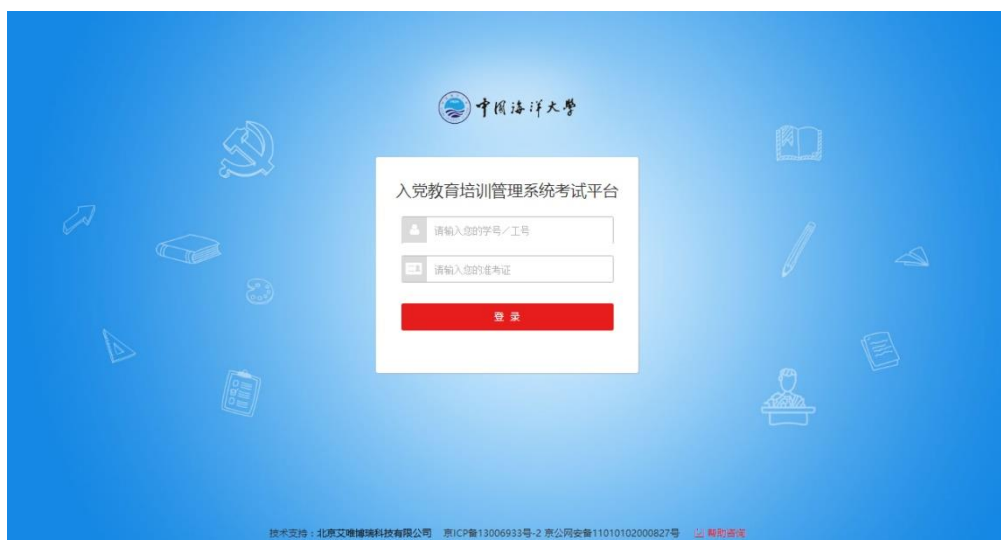 中国海洋大学
入党教育培训管理系统考试平台
请输入您的学号/工号
请输入您的准考证
登 录
技术支持：北京艾唯博瑞科技有限公司 京ICP备13006933号-2 京公网安备11010102000827号 帮助咨询